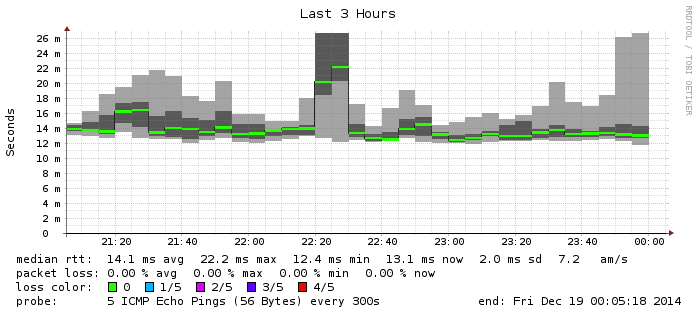 Last 3 Hours
RRDTOOL / TOBI OETIKER
Seconds
26 m
24 m
22 m
20 m
18 m
16 m
14 m
12 m
10 m
8 m
6 m
4 m
2 m
0
21:20 21:40 22:00 22:20 22:40 23:00 23:20 23:40 00:00
median rtt: 14.1 ms avg 22.2 ms max 12.4 ms min 13.1 ms now 2.0 ms sd 7.2 am/s
packet loss: 0.00 % avg 0.00 % max 0.00 % min 0.00 % now
loss color: 0 1/5 2/5 3/5 4/5
probe: 5 ICMP Echo Pings (56 Bytes) every 300s end: Fri Dec 19 00:05:18 2014